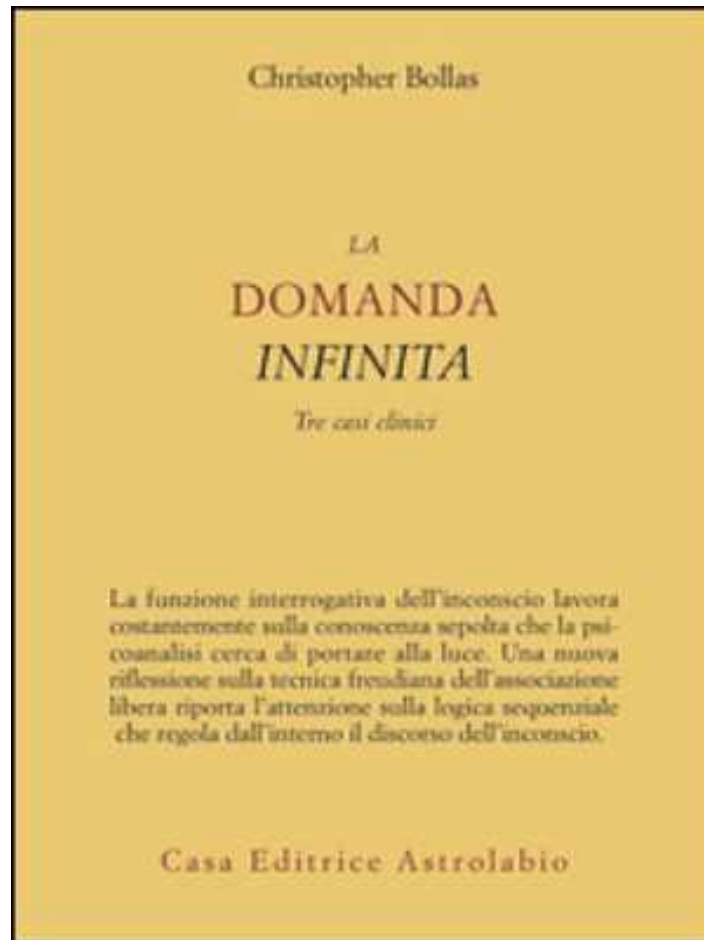 Christopher Bollas
LA
DOMANDA
INFINITA
Tre casi clinici
La funzione interrogativa dell'inconscio lavora
costantemente sulla conoscenza sepolta che la psi-
coanalisi cerca di portare alla luce. Una nuova
riflessione sulla tecnica freudiana dell'associazione
libera riporta l'attenzione sulla logica sequenziale
che regola dall'interno il discorso dell'inconscio.
Casa Editrice Astrolabio